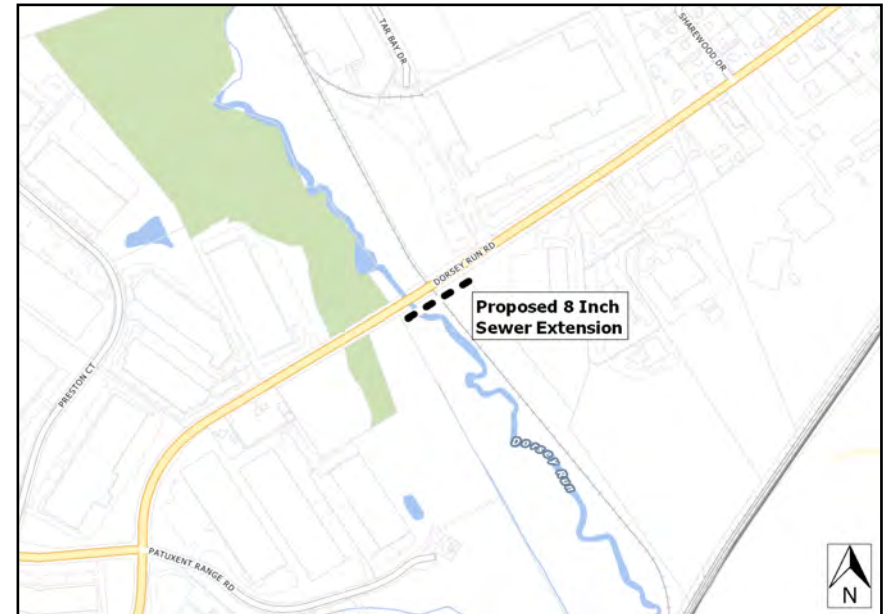 TAR BAY DR
SHAREWOOD DR
DORSEY RUN RD
Proposed 8 Inch
Sewer Extension
PRESTON CT
Dorsey Run
PATUXENT RANGE RD
N